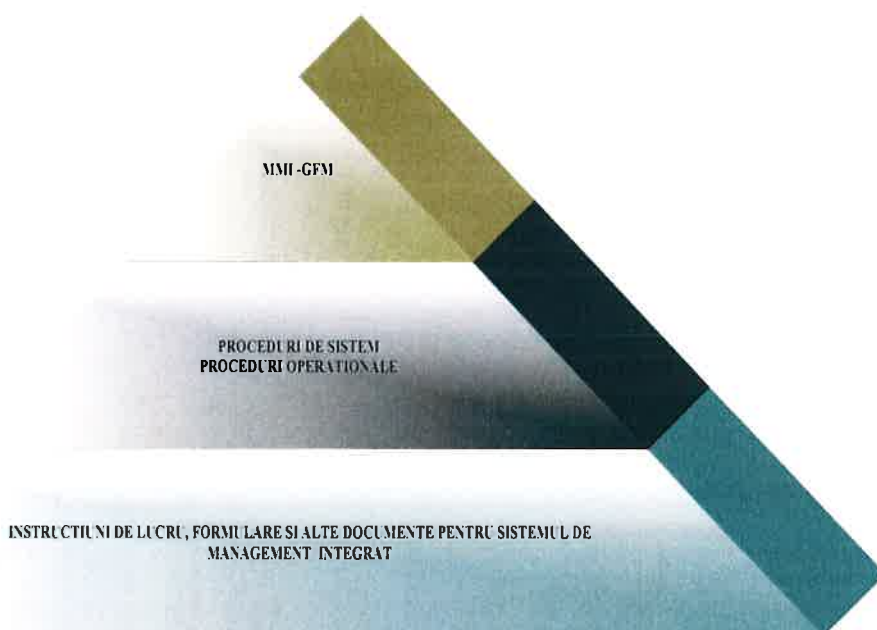 MMI -GFM
PROCEDURI DE SISTEM
PROCEDURI OPERATIONALE
INSTRUCTIUNI DE LUCRU, FORMULARE SI ALTE DOCUMENTE PENTRU SISTEMUL DE
MANAGEMENT INTEGRAT